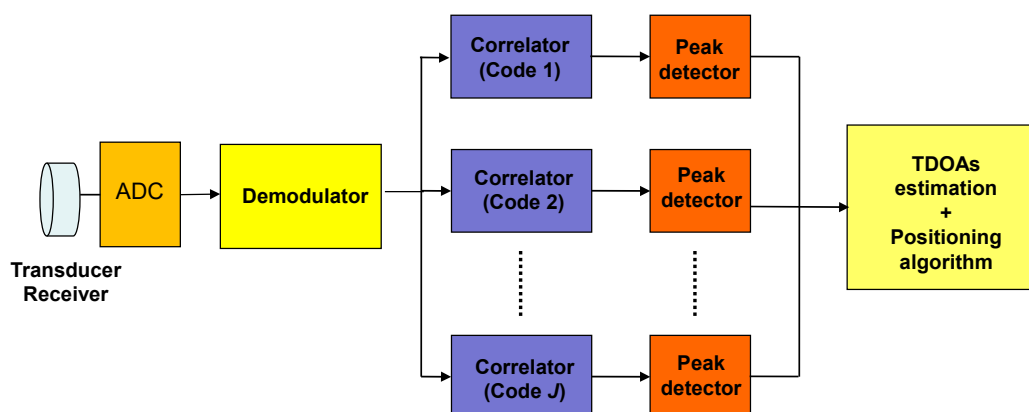 Transducer
Receiver
ADC
Demodulator
Correlator
(Code 1)
Peak
detector
Correlator
(Code 2)
Peak
detector
Correlator
(Code J)
Peak
detector
TDOAs
estimation
+
Positioning
algorithm